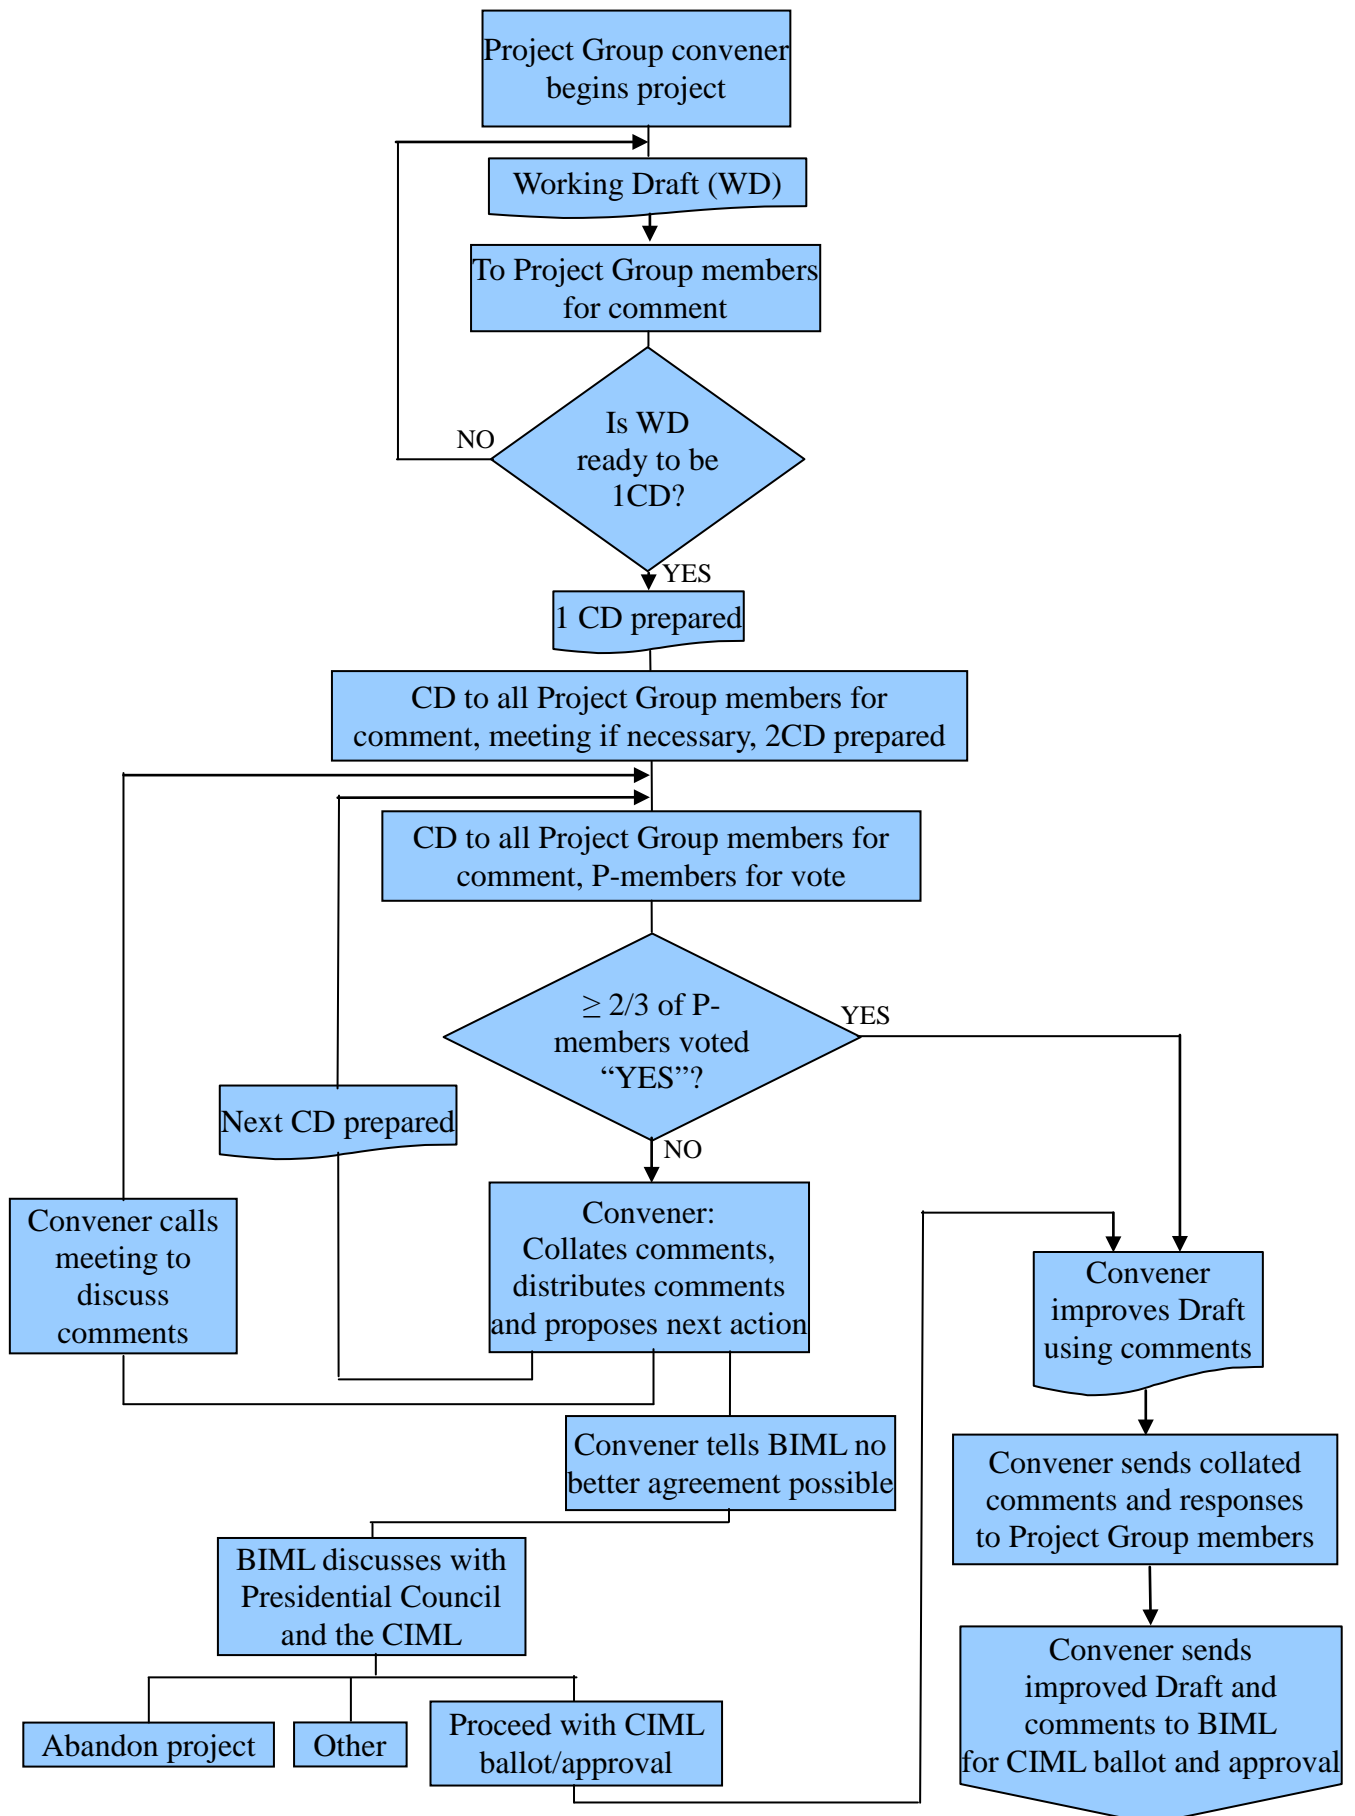 Project Group convener
begins project
Working Draft (WD)
To Project Group members
for comment
Is WD
ready to be
1CD?
NO
YES
1 CD prepared
CD to all Project Group members for
comment, meeting if necessary, 2CD prepared
CD to all Project Group members for
comment, P-members for vote
≥ 2/3 of P-
members voted
“YES”?
YES
NO
Next CD prepared
Convener calls
meeting to
discuss
comments
Convener:
Collates comments,
distributes comments
and proposes next action
Convener
improves Draft
using comments
Convener tells BIML no
better agreement possible
Convener sends collated
comments and responses
to Project Group members
BIML discusses with
Presidential Council
and the CIML
Abandon project
Other
Proceed with CIML
ballot/approval
Convener sends
improved Draft and
comments to BIML
for CIML ballot and approval